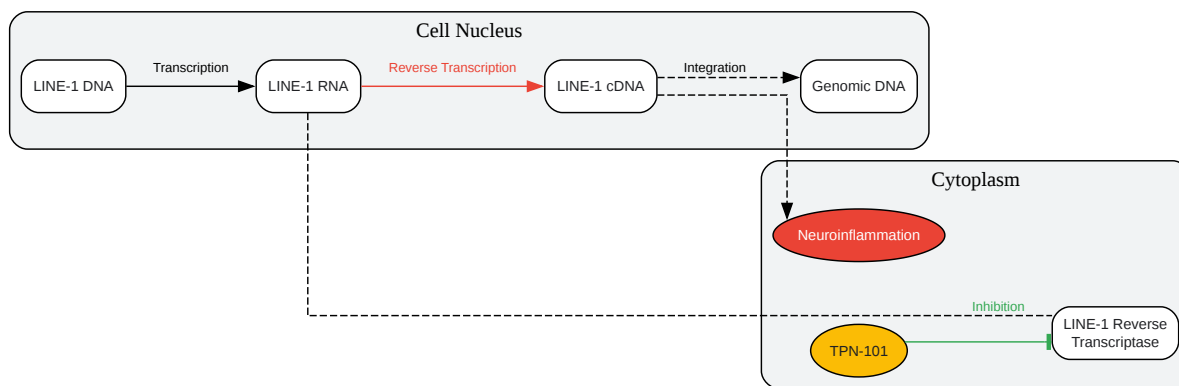 Cell Nucleus
Transcription
Reverse Transcription
Integration
LINE-1 DNA
LINE-1 RNA
LINE-1 cDNA
Genomic DNA
Cytoplasm
Neuroinflammation
Inhibition
TPN-101
LINE-1 Reverse
Transcriptase